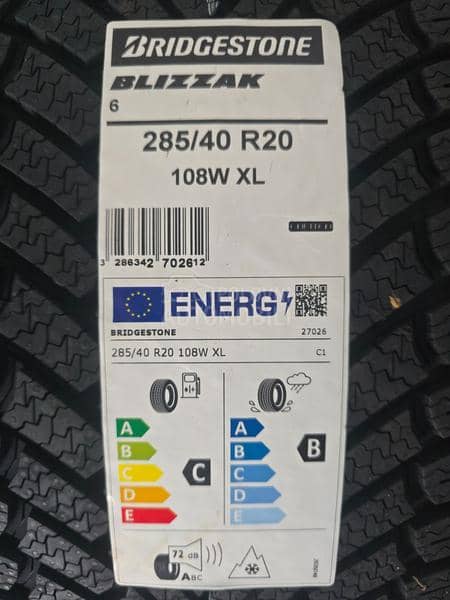 BRIDGESTONE
BLIZZAK
6
285/40 R20
108W XL
3 286342 702612
ENERG
BRIDGESTONE 27026
285/40 R20 108W XL C1
A
B
C
D
E
C
A
B
C
D
E
B
72 dB
ABC